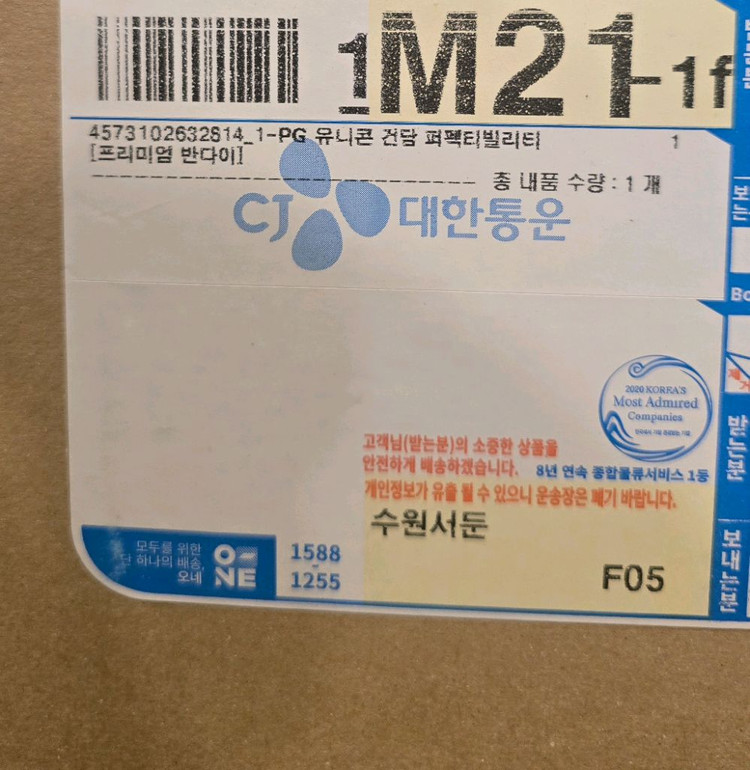 1M21-1f
4573102632814_1-PG 유니콘 건담 퍼펙티빌리티 1
[프리미엄 반다이]
총 내품 수량 : 1 개
CJ 대한통운
2020 KOREA'S
Most Admired
Companies
고객님(받는분)의 소중한 상품을
안전하게 배송하겠습니다. 8년 연속 종합물류서비스 1등
개인정보가 유출 될 수 있으니 운송장은 폐기 바랍니다.
수원서둔
F05
모두를 위한
단 하나의 배송,
오네
O-NE
1588
-
1255
받는분
보내는분